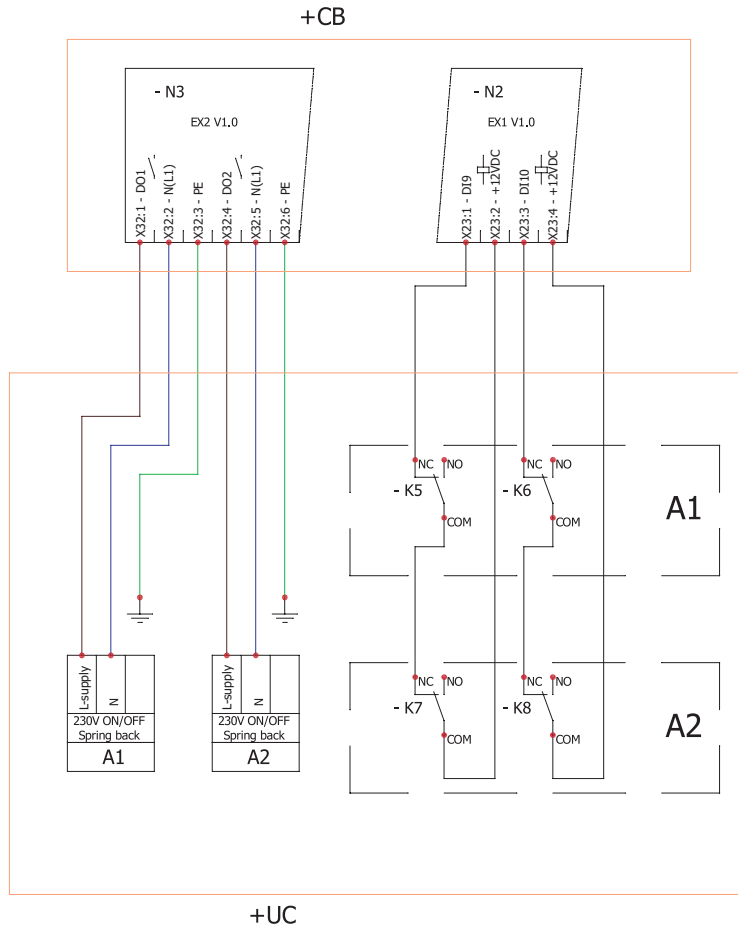 +CB
- N3
EX2 V1.0
X32:1 - DO1
X32:2 - N(L1)
X32:3 - PE
X32:4 - DO2
X32:5 - N(L1)
X32:6 - PE
- N2
EX1 V1.0
X23:1 - DI9
X23:2 - +12VDC
X23:3 - DI10
X23:4 - +12VDC
NC
NO
- K5
COM
NC
NO
- K6
COM
A1
NC
NO
- K7
COM
NC
NO
- K8
COM
A2
L-supply
N
230V ON/OFF
Spring back
A1
L-supply
N
230V ON/OFF
Spring back
A2
+UC